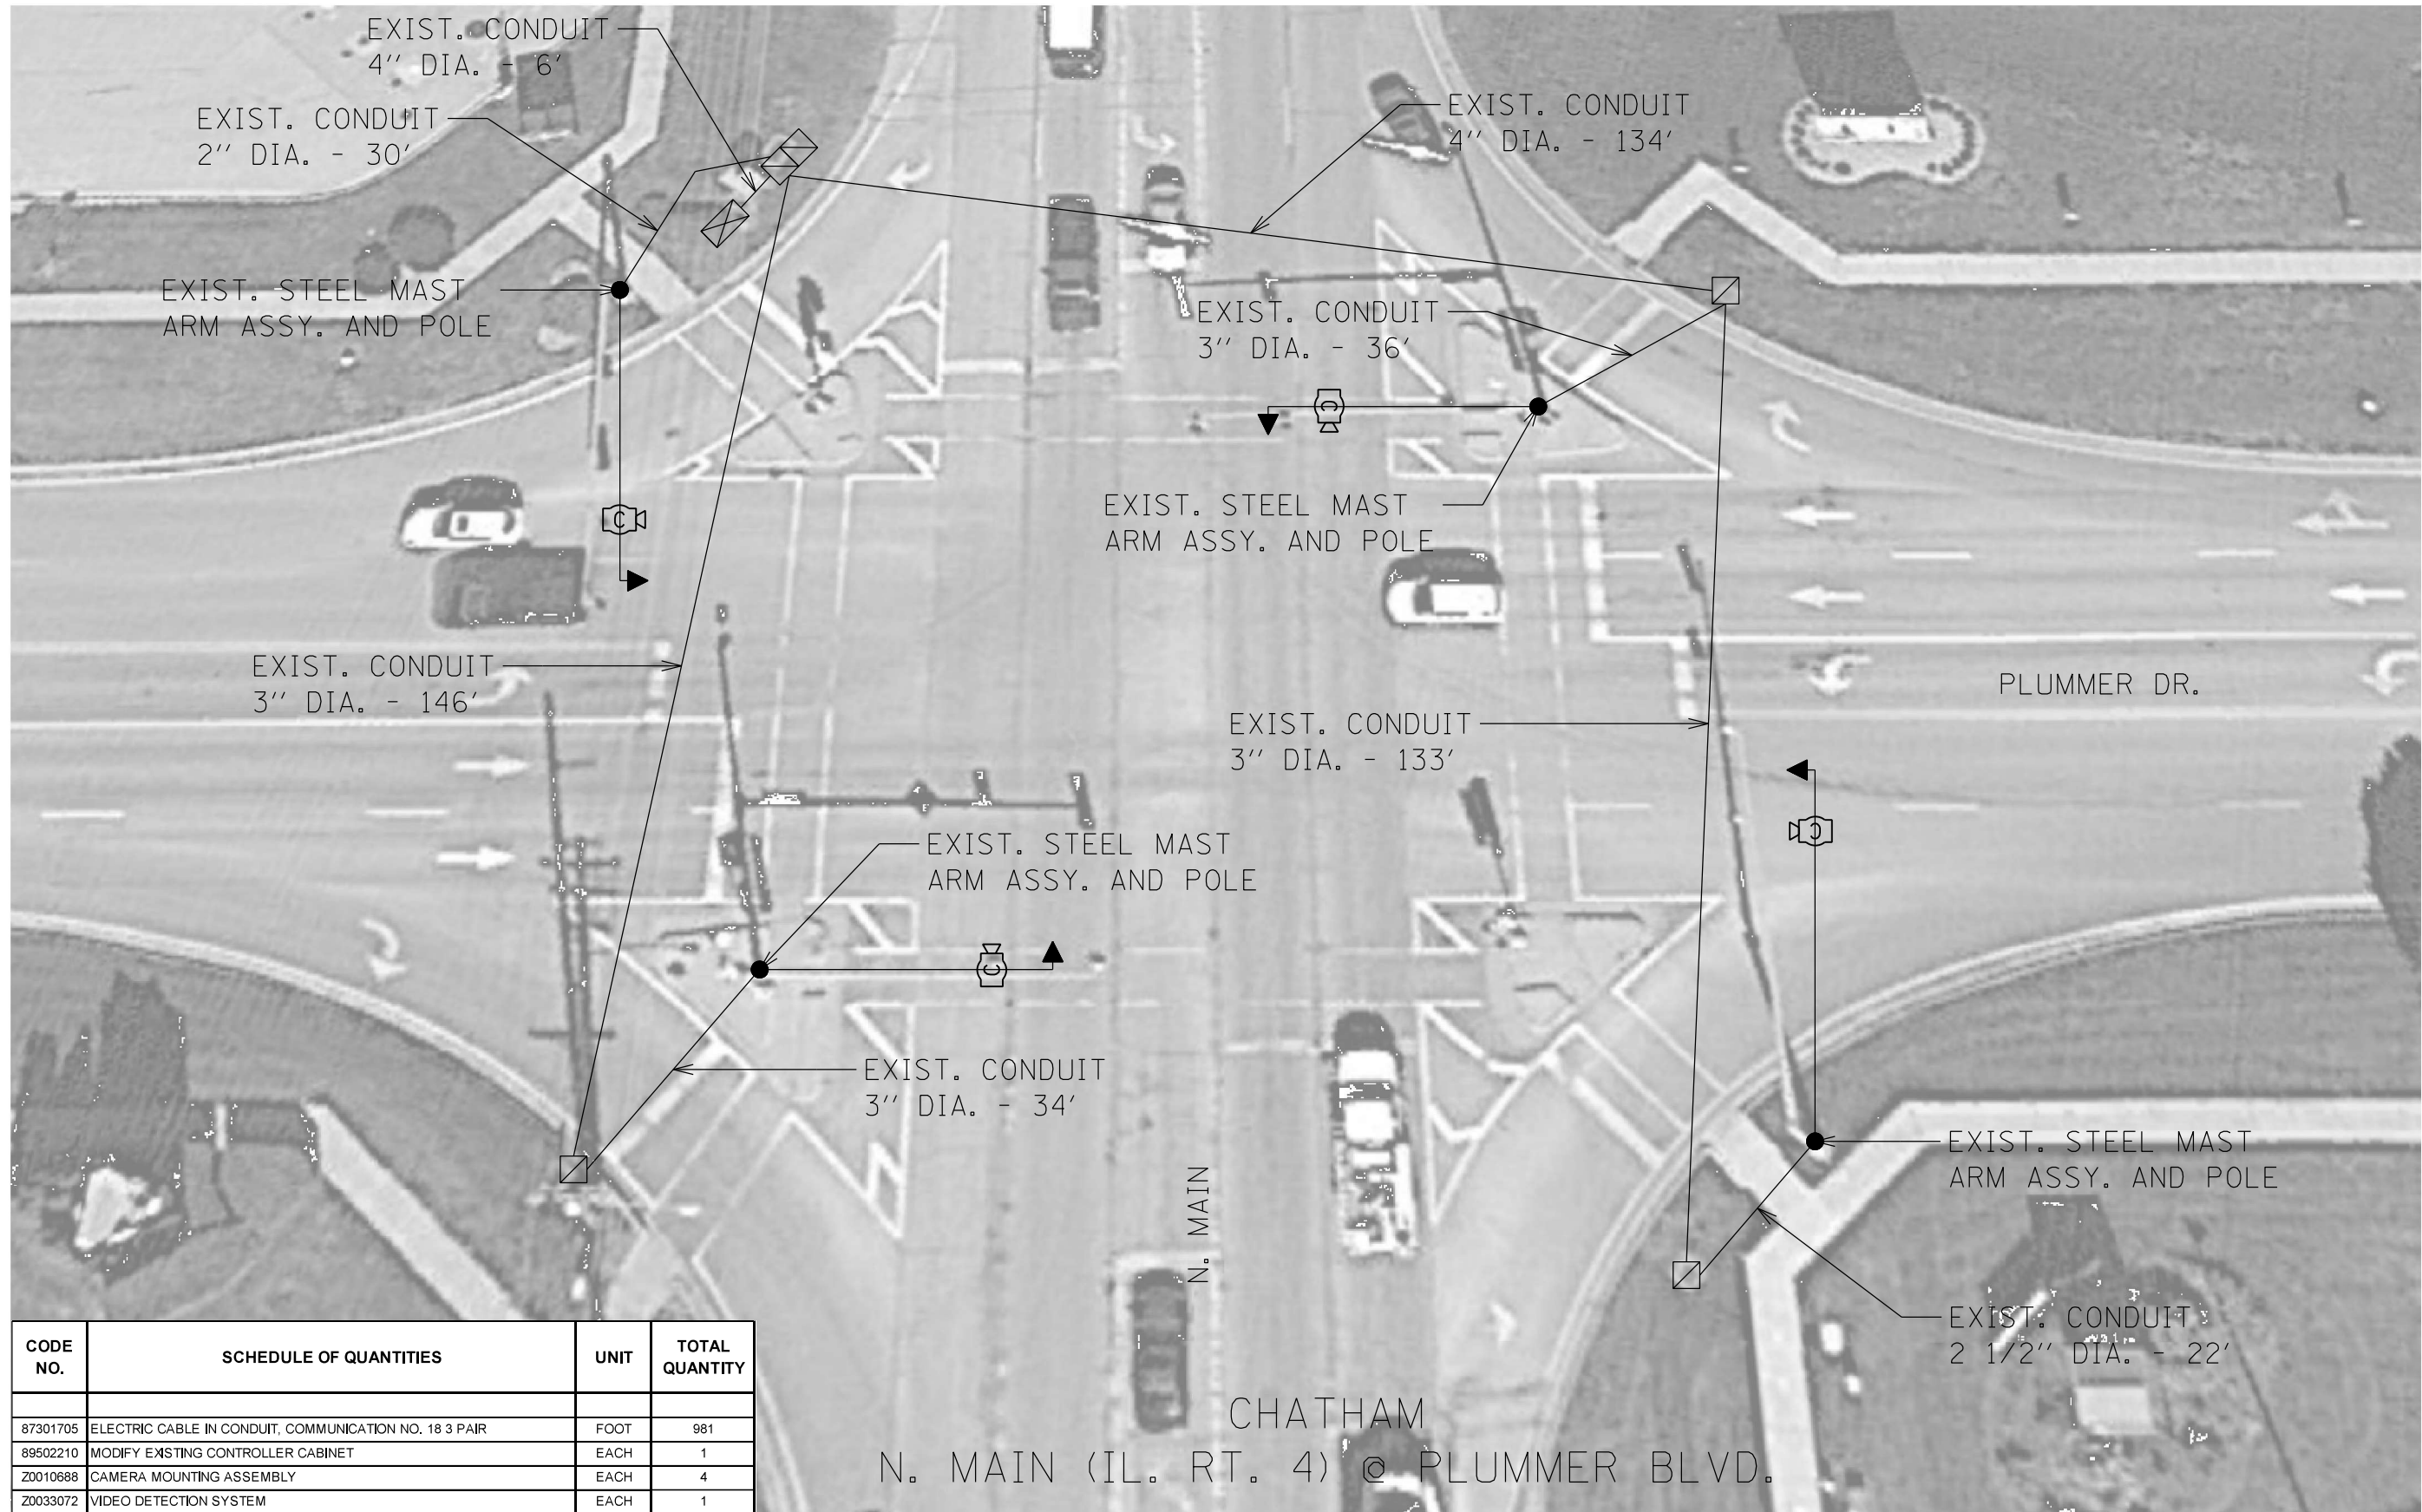 EXIST. CONDUIT
4'' DIA. - 6'
EXIST. CONDUIT
2'' DIA. - 30'
EXIST. CONDUIT
4'' DIA. - 134'
EXIST. STEEL MAST
ARM ASSY. AND POLE
EXIST. CONDUIT
3'' DIA. - 36'
C
EXIST. STEEL MAST
ARM ASSY. AND POLE
C
EXIST. CONDUIT
3'' DIA. - 146'
PLUMMER DR.
EXIST. CONDUIT
3'' DIA. - 133'
C
EXIST. STEEL MAST
ARM ASSY. AND POLE
C
EXIST. CONDUIT
3'' DIA. - 34'
N. MAIN
EXIST. STEEL MAST
ARM ASSY. AND POLE
EXIST. CONDUIT
2 1/2'' DIA. - 22'
CODE NO. SCHEDULE OF QUANTITIES UNIT TOTAL QUANTITY
87301705 ELECTRIC CABLE IN CONDUIT, COMMUNICATION NO. 18 3 PAIR FOOT 981
89502210 MODIFY EXISTING CONTROLLER CABINET EACH 1
Z0010688 CAMERA MOUNTING ASSEMBLY EACH 4
Z0033072 VIDEO DETECTION SYSTEM EACH 1
CHATHAM
N. MAIN (IL. RT. 4) @ PLUMMER BLVD.